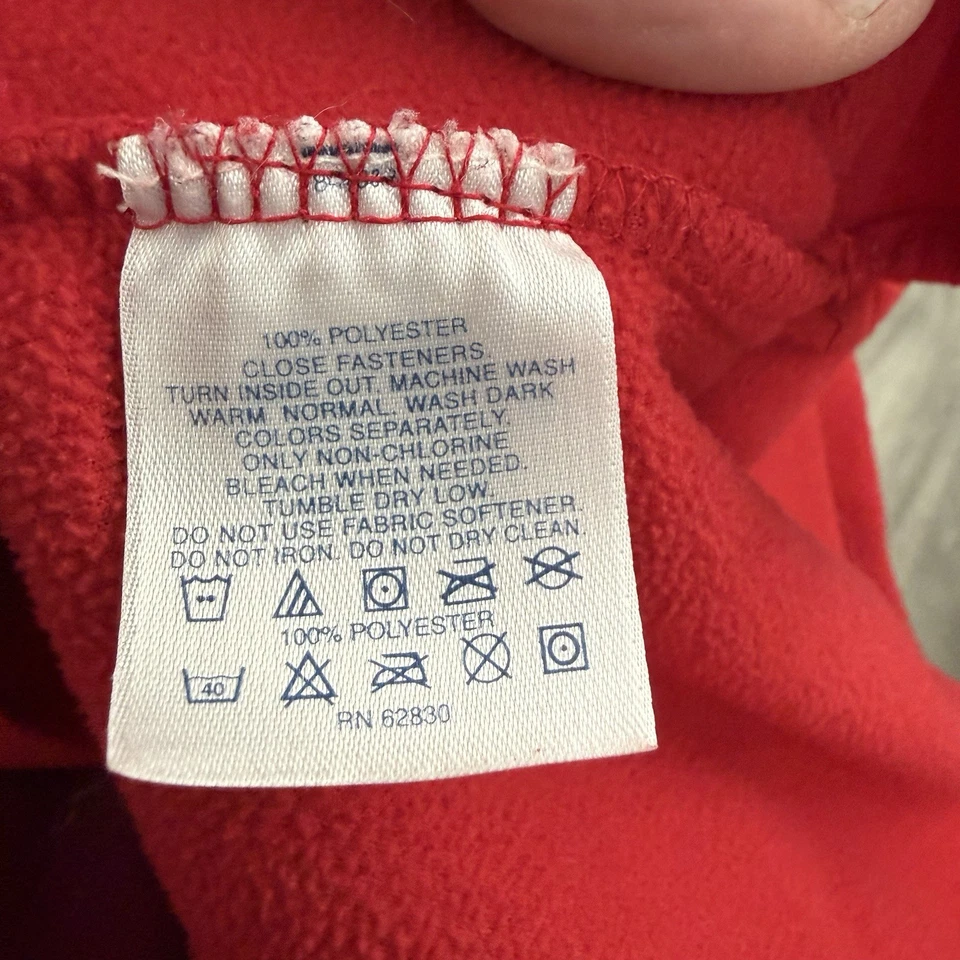 100% POLYESTER
CLOSE FASTENERS.
TURN INSIDE OUT. MACHINE WASH
WARM, NORMAL. WASH DARK
COLORS SEPARATELY.
ONLY NON-CHLORINE
BLEACH WHEN NEEDED.
TUMBLE DRY LOW.
DO NOT USE FABRIC SOFTENER.
DO NOT IRON. DO NOT DRY CLEAN.
100% POLYESTER
40
RN 62830